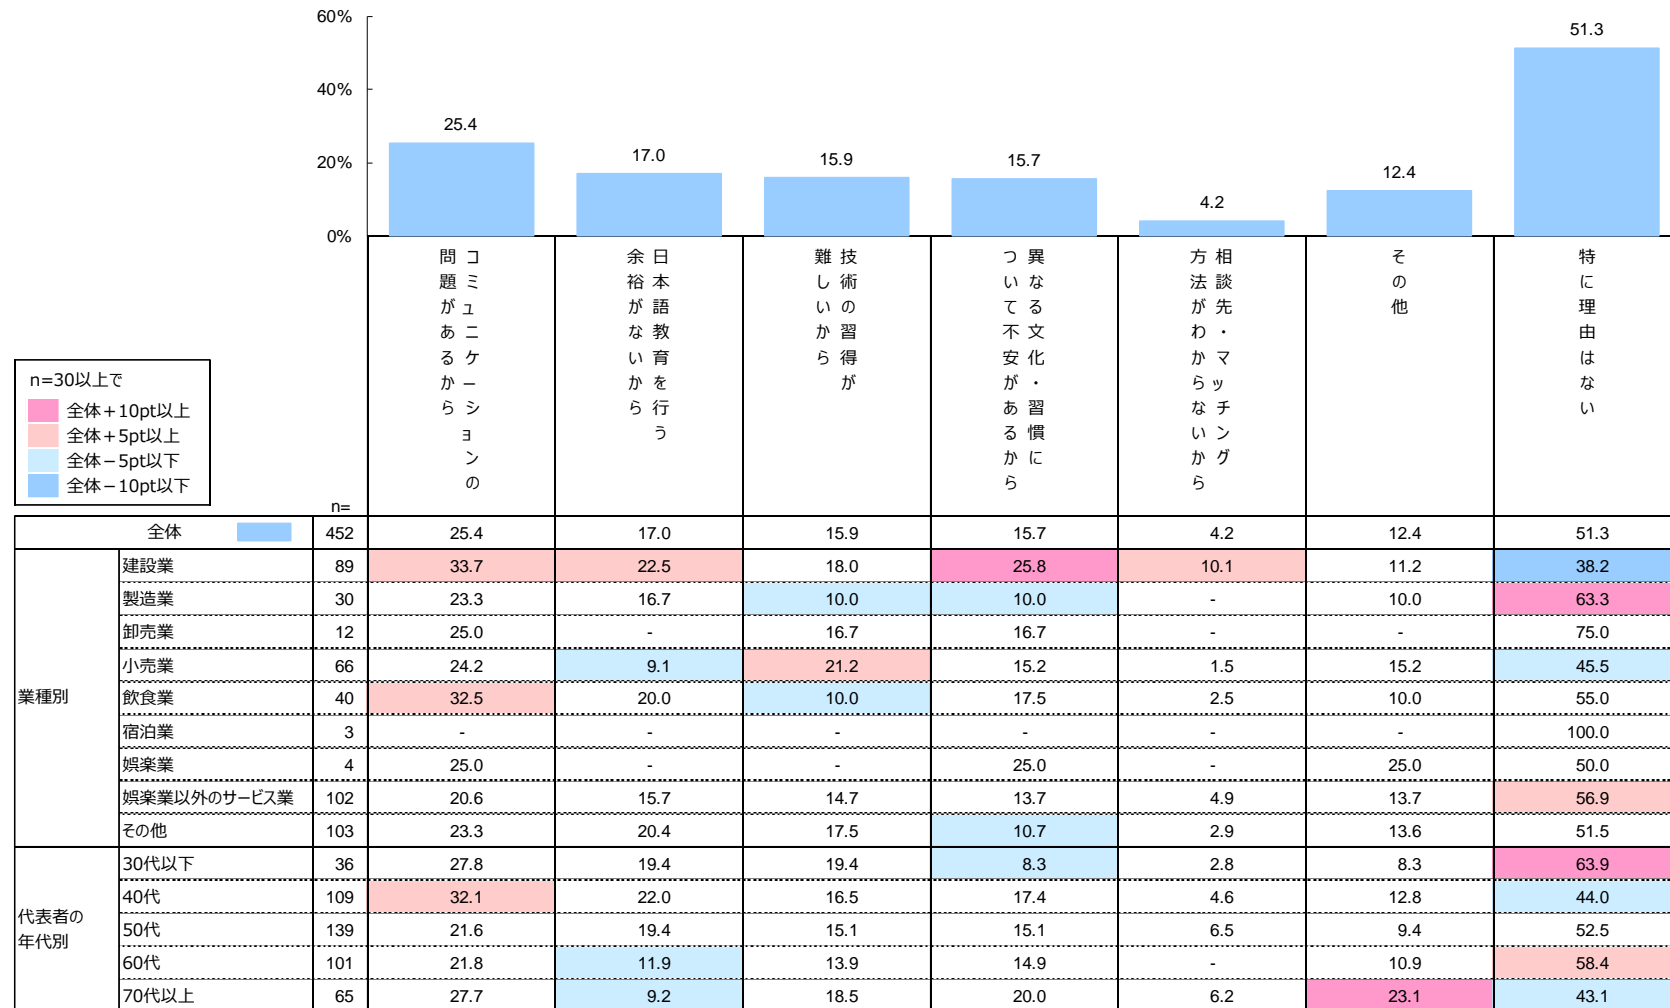 60%
40%
20%
0%
25.4
17.0
15.9
15.7
4.2
12.4
51.3
コミュニケーションの
問題があるから
日本語教育を行う
余裕がないから
技術の習得が
難しいから
異なる文化・習慣に
ついて不安があるから
相談先・マッチング
方法がわからないから
その他
特に理由はない
n=30以上で
全体+10pt以上
全体+5pt以上
全体-5pt以下
全体-10pt以下
n=
全体 452 25.4 17.0 15.9 15.7 4.2 12.4 51.3
業種別
建設業 89 33.7 22.5 18.0 25.8 10.1 11.2 38.2
製造業 30 23.3 16.7 10.0 10.0 - 10.0 63.3
卸売業 12 25.0 - 16.7 16.7 - - 75.0
小売業 66 24.2 9.1 21.2 15.2 1.5 15.2 45.5
飲食業 40 32.5 20.0 10.0 17.5 2.5 10.0 55.0
宿泊業 3 - - - - - - 100.0
娯楽業 4 25.0 - - 25.0 - 25.0 50.0
娯楽業以外のサービス業 102 20.6 15.7 14.7 13.7 4.9 13.7 56.9
その他 103 23.3 20.4 17.5 10.7 2.9 13.6 51.5
代表者の
年代別
30代以下 36 27.8 19.4 19.4 8.3 2.8 8.3 63.9
40代 109 32.1 22.0 16.5 17.4 4.6 12.8 44.0
50代 139 21.6 19.4 15.1 15.1 6.5 9.4 52.5
60代 101 21.8 11.9 13.9 14.9 - 10.9 58.4
70代以上 65 27.7 9.2 18.5 20.0 6.2 23.1 43.1